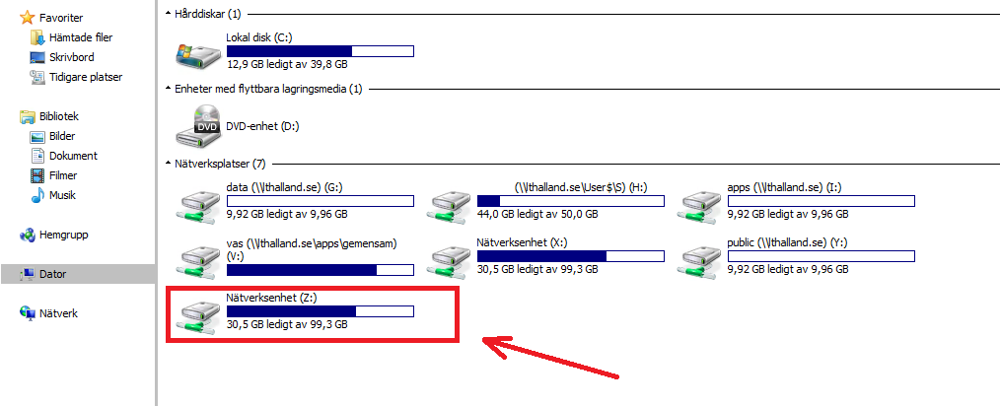 Favoriter
Hämtade filer
Skrivbord
Tidigare platser
Bibliotek
Bilder
Dokument
Filmer
Musik
Hemgrupp
Dator
Nätverk
Hårddiskar (1)
Lokal disk (C:)
12,9 GB ledigt av 39,8 GB
Enheter med flyttbara lagringsmedia (1)
DVD
DVD-enhet (D:)
Nätverksplatser (7)
data (\\lthalland.se) (G:)
9,92 GB ledigt av 9,96 GB
(\\lthalland.se\User$\S) (H:)
44,0 GB ledigt av 50,0 GB
apps (\\lthalland.se) (I:)
9,92 GB ledigt av 9,96 GB
vas (\\lthalland.se\apps\gemensam)
(V:)
Nätverksenhet (X:)
30,5 GB ledigt av 99,3 GB
public (\\lthalland.se) (Y:)
9,92 GB ledigt av 9,96 GB
Nätverksenhet (Z:)
30,5 GB ledigt av 99,3 GB